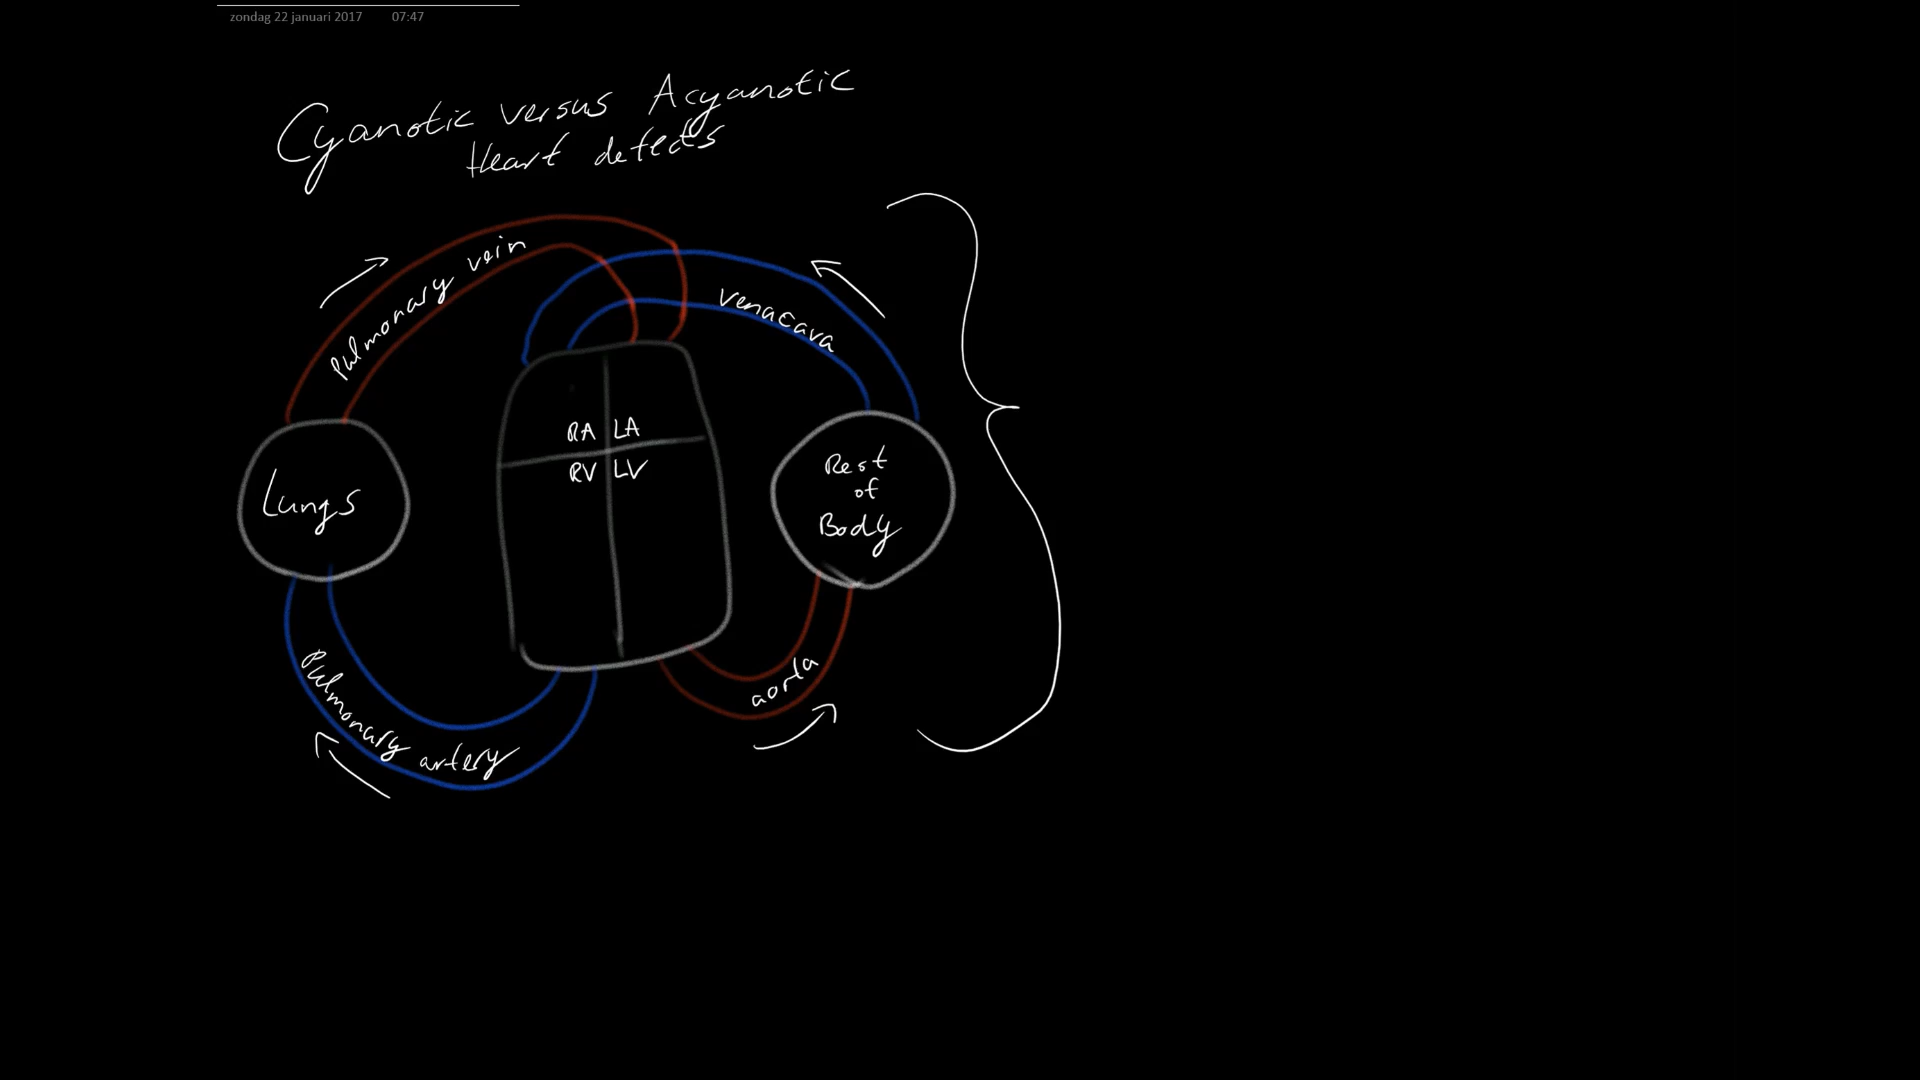 zondag 22 januari 2017 07:47
Cyanotic versus Acyanotic
Heart defects
Pulmonary vein
venacava
RA LA
RV LV
Lungs
Rest
of
Body
aorta
Pulmonary artery